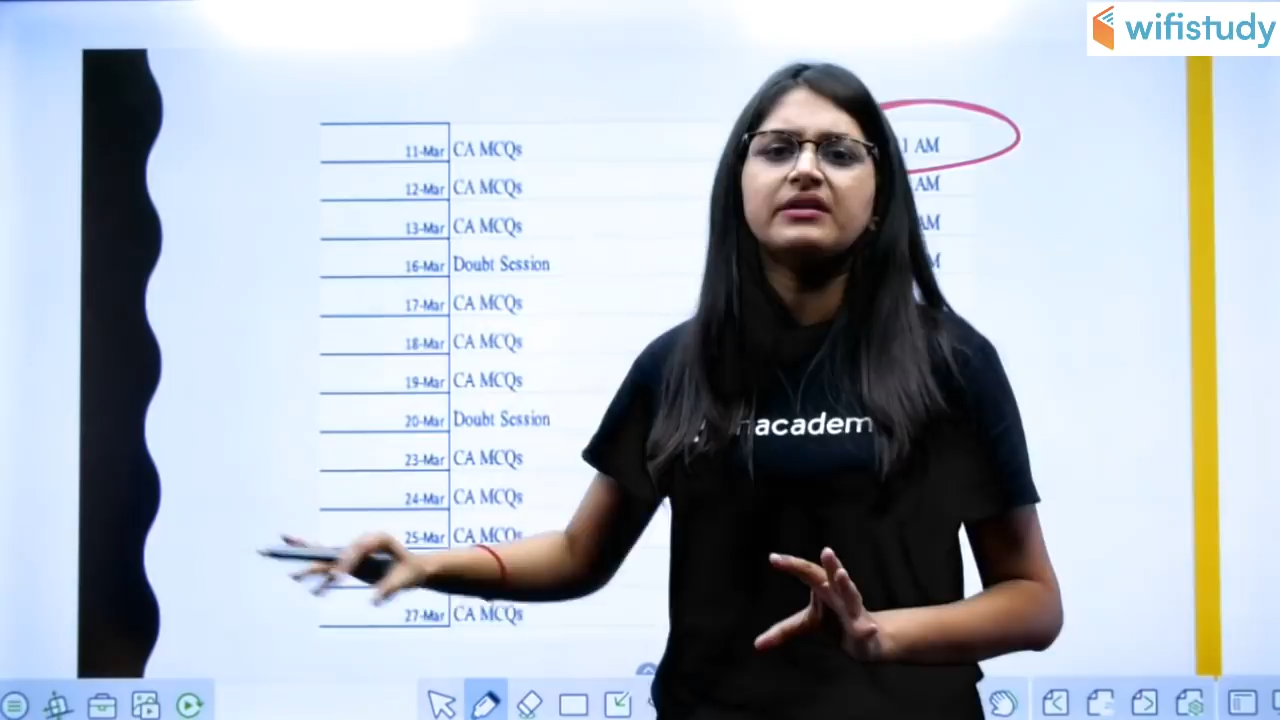 wifistudy
11-Mar CA MCQs 1 AM
12-Mar CA MCQs AM
13-Mar CA MCQs AM
16-Mar Doubt Session
17-Mar CA MCQs
18-Mar CA MCQs
19-Mar CA MCQs
20-Mar Doubt Session
23-Mar CA MCQs
24-Mar CA MCQs
25-Mar CA MCQs
27-Mar CA MCQs
nacadem